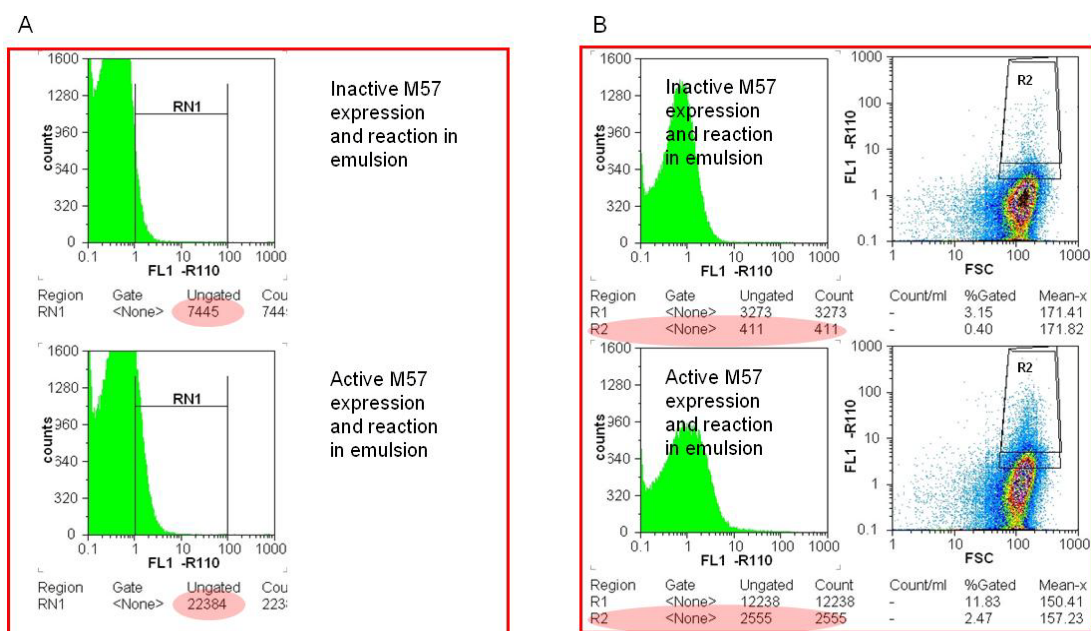 A
1600
1280
960
640
320
0
counts
RN1
0.1 1 10 100 1000
FL1 -R110
Inactive M57
expression
and reaction in
emulsion
Region Gate Ungated Cou
RN1 <None> 7445 744
1600
1280
960
640
320
0
counts
RN1
0.1 1 10 100 1000
FL1 -R110
Active M57
expression
and reaction
in emulsion
Region Gate Ungated Cou
RN1 <None> 22384 223
B
1600
1280
960
640
320
0
counts
0.1 1 10 100 1000
FL1 -R110
Inactive M57
expression
and reaction
in emulsion
1000
100
10
1
0.1
FL1 -R110
R2
1 10 100 1000
FSC
Region Gate Ungated Count Count/ml %Gated Mean-x
R1 <None> 3273 3273 - 3.15 171.41
R2 <None> 411 411 - 0.40 171.82
1600
1280
960
640
320
0
counts
0.1 1 10 100 1000
FL1 -R110
Active M57
expression
and reaction
in emulsion
1000
100
10
1
0.1
FL1 -R110
R2
1 10 100 1000
FSC
Region Gate Ungated Count Count/ml %Gated Mean-x
R1 <None> 12238 12238 - 11.83 150.41
R2 <None> 2555 2555 - 2.47 157.23